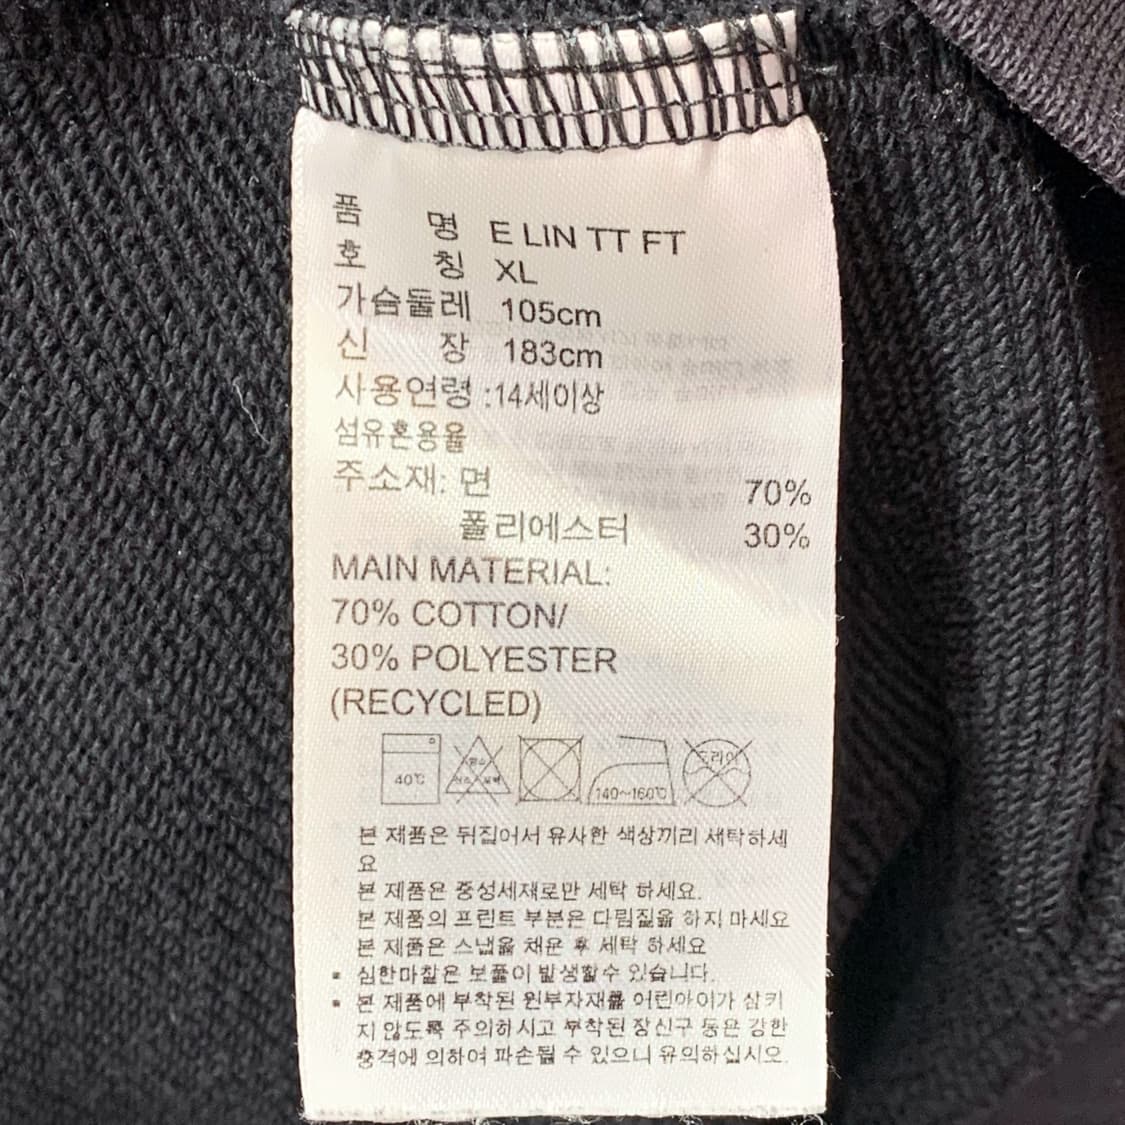 품 명 E LIN TT FT
호 칭 XL
가슴둘레 105cm
신 장 183cm
사용연령 :14세이상
섬유혼용율
주소재: 면 70%
폴리에스터 30%
MAIN MATERIAL:
70% COTTON/
30% POLYESTER
(RECYCLED)
40℃ 염소 산소 표백 140~160℃ 드라이
본 제품은 뒤집어서 유사한 색상끼리 세탁하세
요
본 제품은 중성세재로만 세탁 하세요.
본 제품의 프린트 부분은 다림질을 하지 마세요
본 제품은 스냅을 채운 후 세탁 하세요
▪ 심한마찰은 보풀이 발생할수 있습니다.
▪ 본 제품에 부착된 원부자재를 어린아이가 삼키
지 않도록 주의하시고 부착된 장신구 등은 강한
충격에 의하여 파손될 수 있으니 유의하십시오.